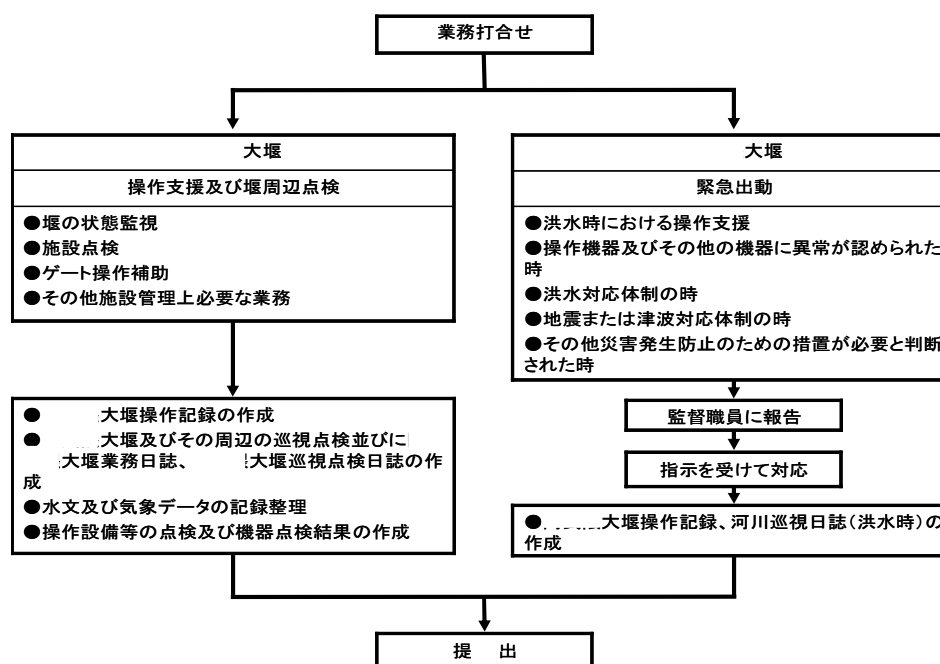 業務打合せ
大堰
操作支援及び堰周辺点検
●堰の状態監視
●施設点検
●ゲート操作補助
●その他施設管理上必要な業務
●大堰操作記録の作成
●大堰及びその周辺の巡視点検並びに
大堰業務日誌、大堰巡視点検日誌の作
成
●水文及び気象データの記録整理
●操作設備等の点検及び機器点検結果の作成
大堰
緊急出動
●洪水時における操作支援
●操作機器及びその他の機器に異常が認められた
時
●洪水対応体制の時
●地震または津波対応体制の時
●その他災害発生防止のための措置が必要と判断
された時
監督職員に報告
指示を受けて対応
●大堰操作記録、河川巡視日誌(洪水時)の
作成
提 出